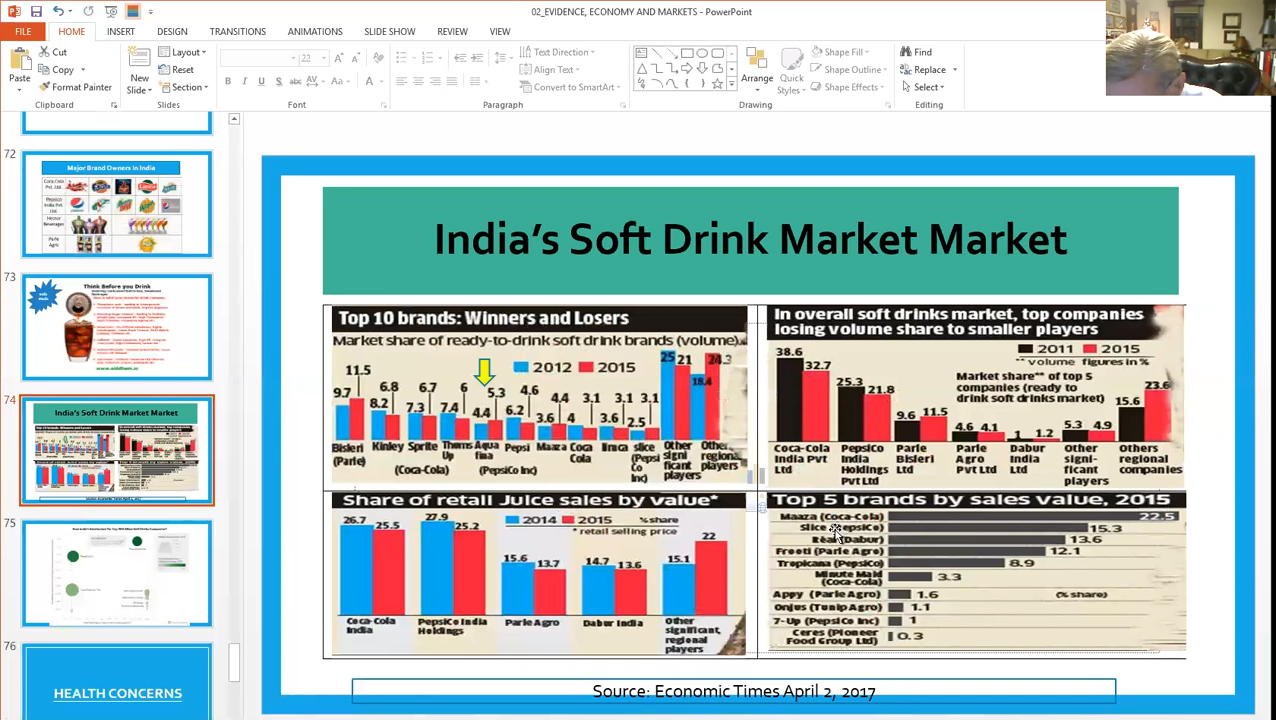 02_EVIDENCE, ECONOMY AND MARKETS - PowerPoint
FILE HOME INSERT DESIGN TRANSITIONS ANIMATIONS SLIDE SHOW REVIEW VIEW
Paste
Cut
Copy
Format Painter
Clipboard
New
Slide
Layout
Reset
Section
Slides
22
Font
Text Direction
Align Text
Convert to SmartArt
Paragraph
Arrange
Quick
Styles
Shape Fill
Shape Outline
Shape Effects
Drawing
Find
Replace
Select
Editing
72
Major Brand Owners In India
73
Think Before you Drink
74
India's Soft Drink Market Market
75
76
HEALTH CONCERNS
India's Soft Drink Market Market
Top 10 brands: Winners and losers
Market share of ready-to-drink soft drink brands (volume)
2012 2015
9.7 11.5 8.2 6.8 7.3 6.7 7.4 6 4.4 5.3 6.2 4.6 3.6 4.4 4 3.1 3.6 3.1 2.5 3.1 25 21 18.4 24.3
Bisleri (Parle)
Kinley Sprite Thums Up
(Coca-Cola)
Aqua fina
Pepsi
(PepsiCo Inc)
Maaza
Coca Cola
Limca
slice (Pepsi Co Inc)
Other signi ficant players
Other regional players
In retail soft drinks market, top companies
lost volume share to smaller players
2011 2015
* volume figures in %
Market share** of top 5
companies (ready to
drink soft drinks market)
38.6 32.7 25.3 21.8 9.6 11.5 4.6 4.1 1 1.2 5.3 4.9 15.6 23.6
Coca-Cola India Pvt Ltd
PepsiCo India Holdings Pvt Ltd
Parle Bisleri Ltd
Parle Agro Pvt Ltd
Dabur India Ltd
Other signi-ficant players
Others regional companies
Share of retail Juice sales by value*
2014 2015 %share
* retail selling price
26.7 25.5 27.9 25.2 15.6 13.7 14.7 13.6 15.1 22
Coca Cola India
PepsiCo India Holdings
Parle Agro
Dabur India
Other significant, regional players
Top 5 brands by sales value, 2015
Maaza (Coca-Cola) 22.5
Slice (PepsiCo) 15.3
Real (Dabur) 13.6
Frooti (Parle Agro) 12.1
Tropicana (PepsiCo) 8.9
Minute Maid (Coca-Cola) 3.3
Appy (Parle Agro) 1.6 (% share)
Onjus (Tunip Agro) 1.1
7-Up (PepsiCo Inc) 1
Ceres (Pioneer Food Group Ltd) 0.3
Source: Economic Times April 2, 2017